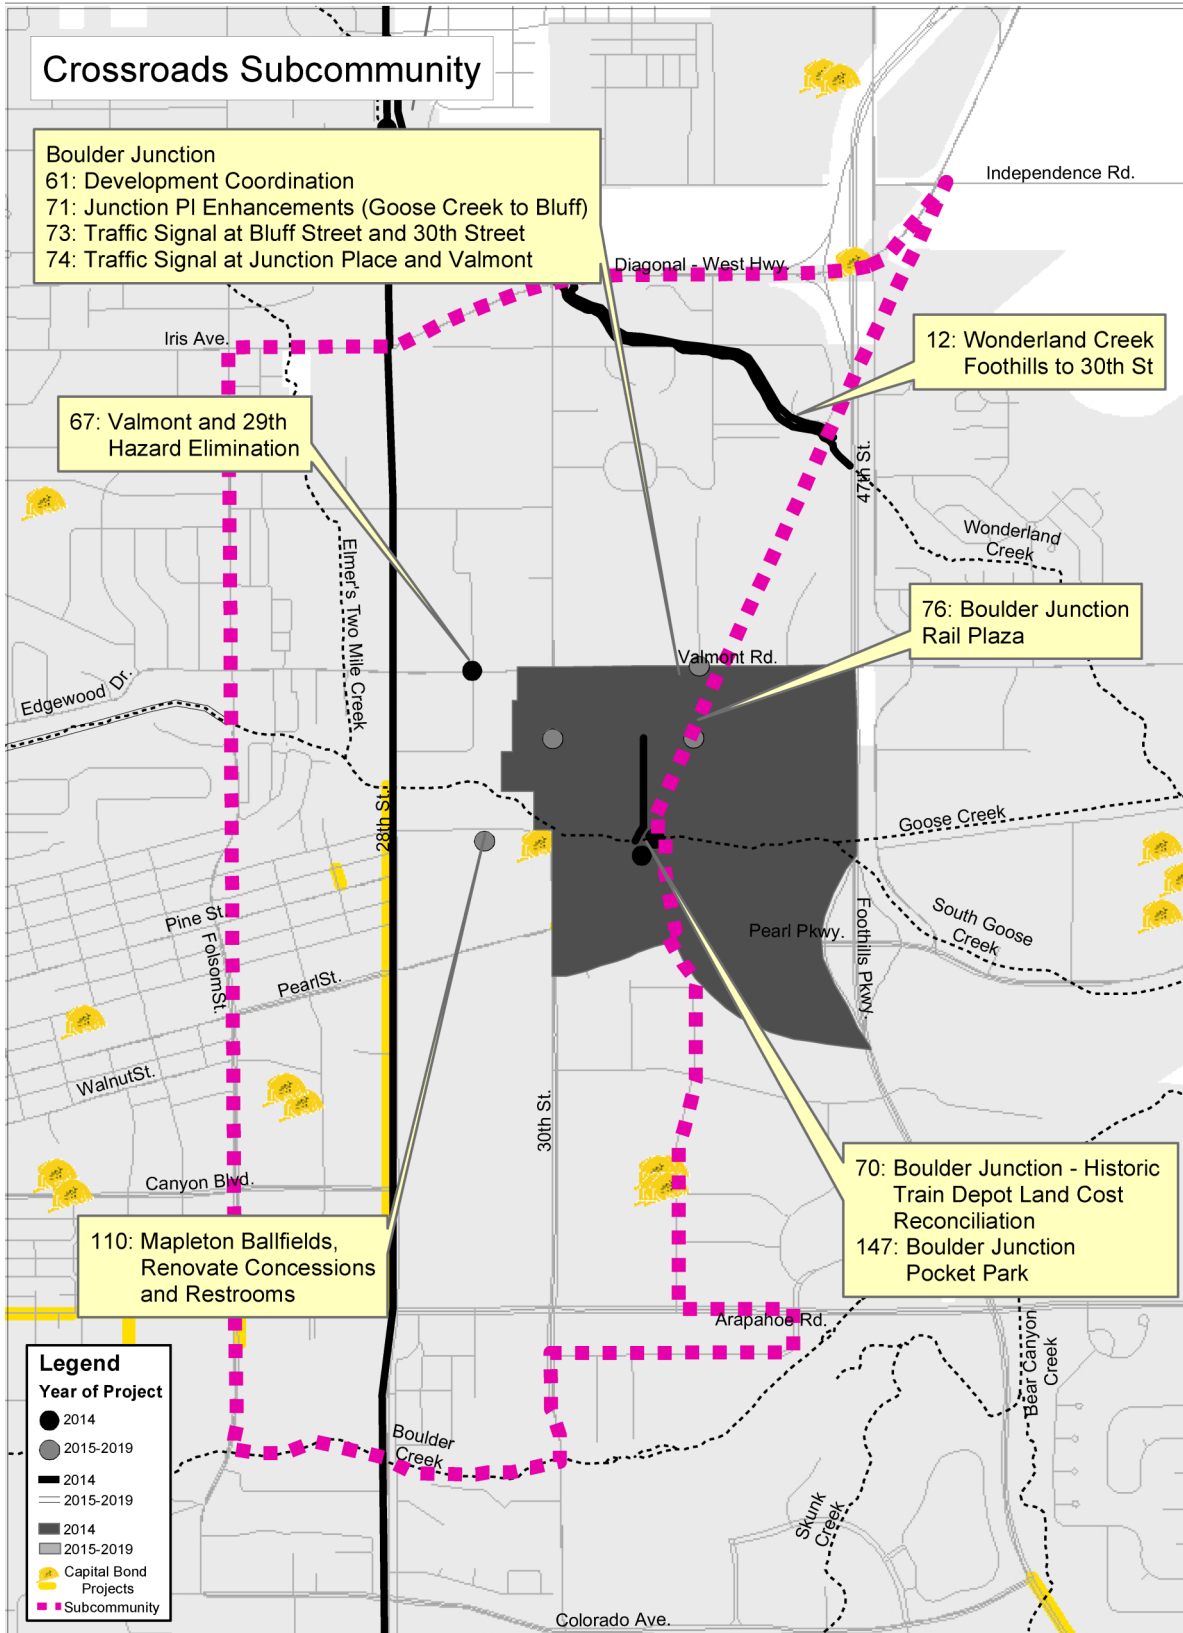 Crossroads Subcommunity
Boulder Junction
61: Development Coordination
71: Junction Pl Enhancements (Goose Creek to Bluff)
73: Traffic Signal at Bluff Street and 30th Street
74: Traffic Signal at Junction Place and Valmont
Independence Rd.
Diagonal - West Hwy.
Iris Ave.
12: Wonderland Creek
Foothills to 30th St
67: Valmont and 29th
Hazard Elimination
47th St.
Wonderland
Creek
Elmer's Two Mile Creek
76: Boulder Junction
Rail Plaza
Valmont Rd.
Edgewood Dr.
28th St.
Goose Creek
Pine St.
FolsomSt.
PearlSt.
Pearl Pkwy.
Foothills Pkwy.
South Goose
Creek
WalnutSt.
30th St.
Canyon Blvd.
70: Boulder Junction - Historic
Train Depot Land Cost
Reconciliation
147: Boulder Junction
Pocket Park
110: Mapleton Ballfields,
Renovate Concessions
and Restrooms
Arapahoe Rd.
Bear Canyon
Creek
Boulder
Creek
Skunk
Creek
Colorado Ave.
Legend
Year of Project
2014
2015-2019
2014
2015-2019
2014
2015-2019
Capital Bond
Projects
Subcommunity